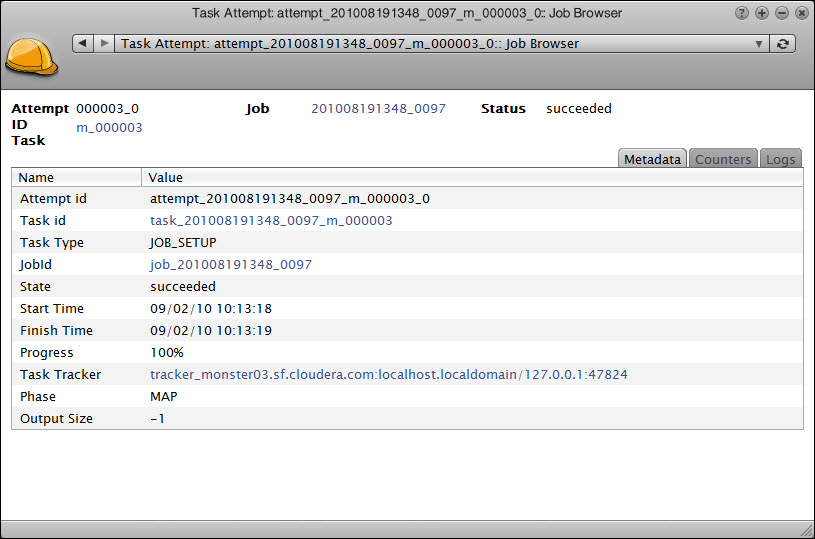 Task Attempt: attempt_201008191348_0097_m_000003_0:: Job Browser
Task Attempt: attempt_201008191348_0097_m_000003_0:: Job Browser
Attempt ID 000003_0 Job 201008191348_0097 Status succeeded
Task m_000003
Metadata Counters Logs
Name Value
Attempt id attempt_201008191348_0097_m_000003_0
Task id task_201008191348_0097_m_000003
Task Type JOB_SETUP
JobId job_201008191348_0097
State succeeded
Start Time 09/02/10 10:13:18
Finish Time 09/02/10 10:13:19
Progress 100%
Task Tracker tracker_monster03.sf.cloudera.com:localhost.localdomain/127.0.0.1:47824
Phase MAP
Output Size -1